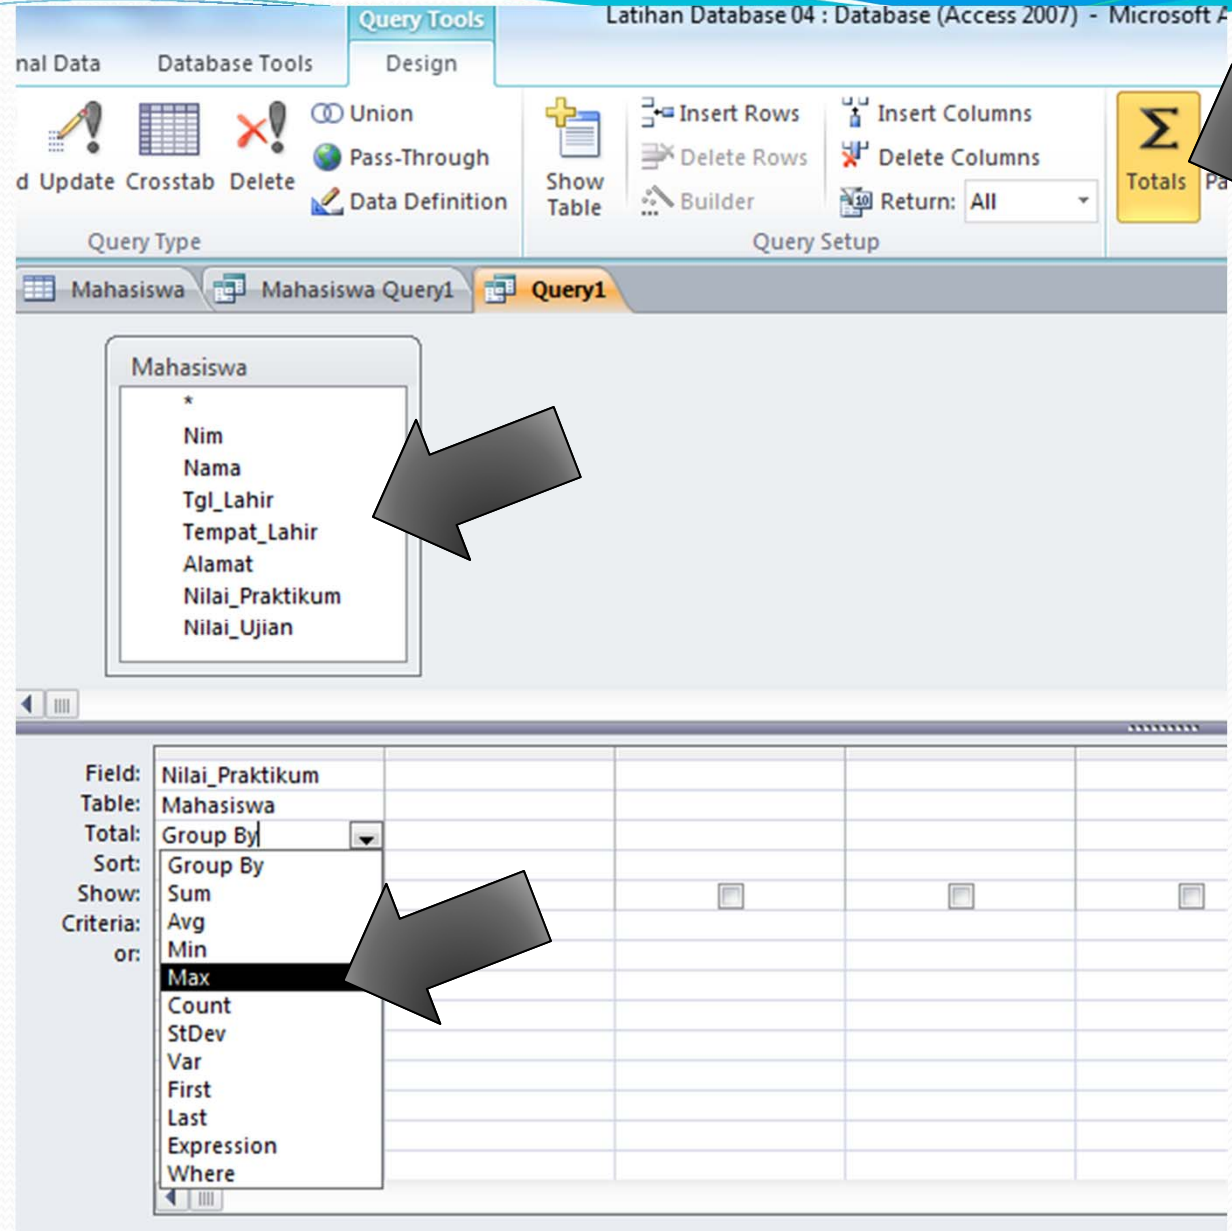 Query Tools
Latihan Database 04 : Database (Access 2007) - Microsoft
nal Data Database Tools Design
Union
Pass-Through
Data Definition
Insert Rows
Delete Rows
Builder
Insert Columns
Delete Columns
Return: All
d Update Crosstab Delete
Show
Table
Totals Pa
Query Type
Query Setup
Mahasiswa Mahasiswa Query1 Query1
Mahasiswa
*
Nim
Nama
Tgl_Lahir
Tempat_Lahir
Alamat
Nilai_Praktikum
Nilai_Ujian
Field: Nilai_Praktikum
Table: Mahasiswa
Total: Group By
Sort:
Show:
Criteria:
or:
Group By
Sum
Avg
Min
Max
Count
StDev
Var
First
Last
Expression
Where